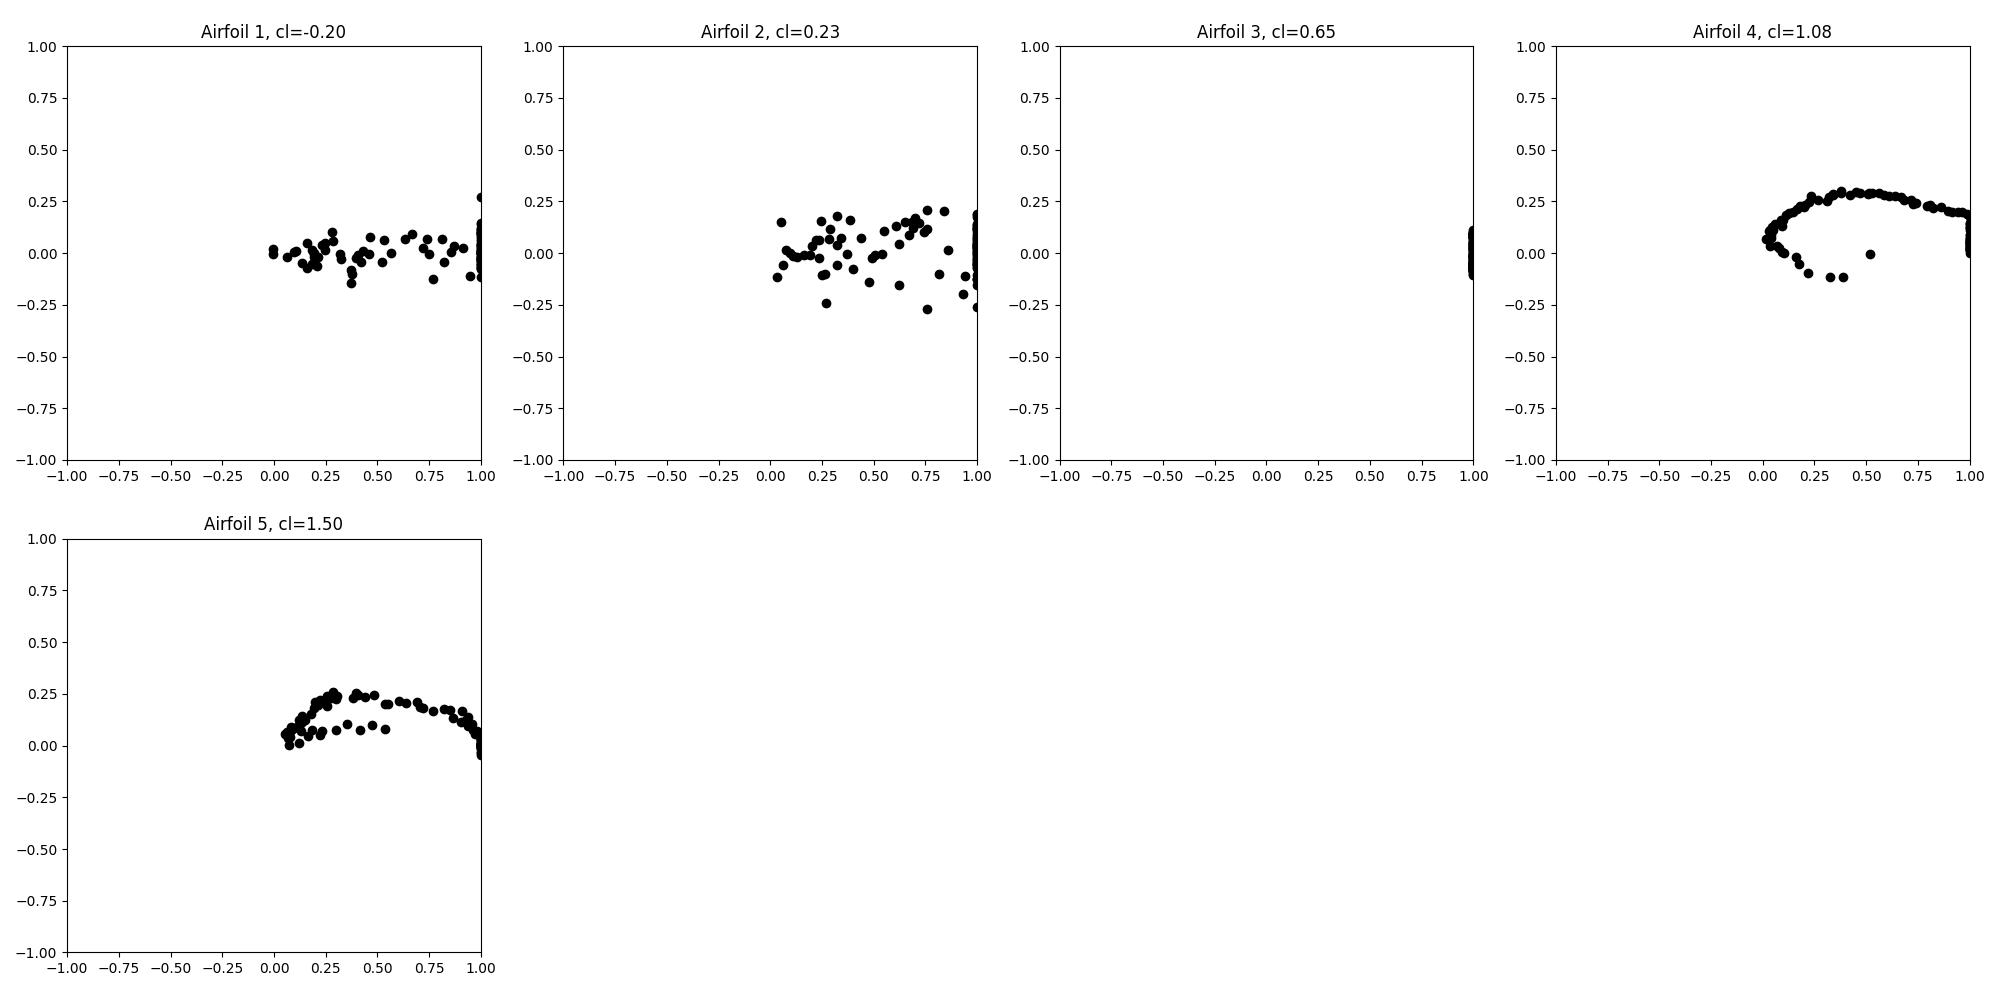 Airfoil 1, cl=-0.20
Airfoil 2, cl=0.23
Airfoil 3, cl=0.65
Airfoil 4, cl=1.08
1.00 1.00 1.00 1.00
0.75 0.75 0.75 0.75
0.50 0.50 0.50 0.50
0.25 0.25 0.25 0.25
0.00 0.00 0.00 0.00
−0.25 −0.25 −0.25 −0.25
−0.50 −0.50 −0.50 −0.50
−0.75 −0.75 −0.75 −0.75
−1.00 −1.00 −1.00 −1.00
−1.00 −0.75 −0.50 −0.25 0.00 0.25 0.50 0.75 1.00
−1.00 −0.75 −0.50 −0.25 0.00 0.25 0.50 0.75 1.00
−1.00 −0.75 −0.50 −0.25 0.00 0.25 0.50 0.75 1.00
−1.00 −0.75 −0.50 −0.25 0.00 0.25 0.50 0.75 1.00
Airfoil 5, cl=1.50
1.00
0.75
0.50
0.25
0.00
−0.25
−0.50
−0.75
−1.00
−1.00 −0.75 −0.50 −0.25 0.00 0.25 0.50 0.75 1.00